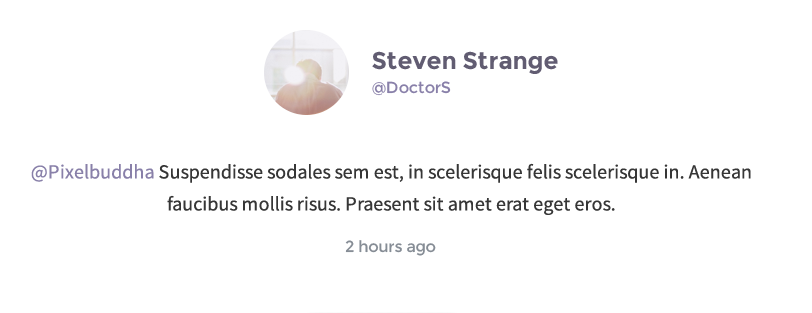 Steven Strange
@DoctorS
@Pixelbuddha Suspendisse sodales sem est, in scelerisque felis scelerisque in. Aenean
faucibus mollis risus. Praesent sit amet erat eget eros.
2 hours ago